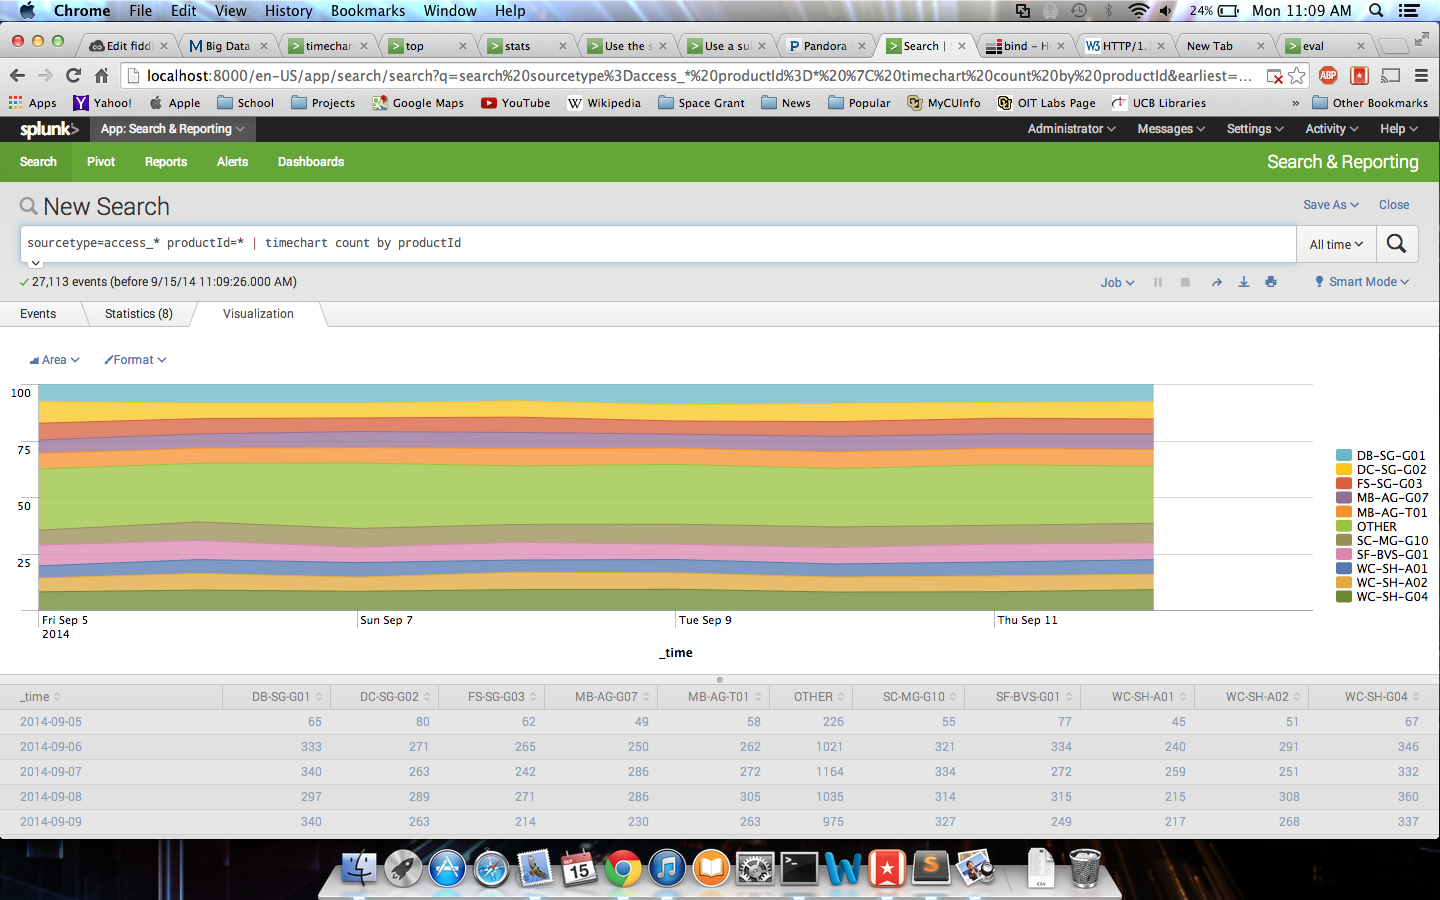 Chrome File Edit View History Bookmarks Window Help 24% Mon 11:09 AM
Edit fiddl Big Data timechar top stats Use the s Use a sul Pandora Search | S bind – H HTTP/1. New Tab eval
localhost:8000/en-US/app/search/search?q=search%20sourcetype%3Daccess_*%20productId%3D*%20%7C%20timechart%20count%20by%20productId&earliest=... ABP
Apps Yahoo! Apple School Projects Google Maps YouTube Wikipedia Space Grant News Popular MyCUInfo OIT Labs Page UCB Libraries » Other Bookmarks
splunk> App: Search & Reporting Administrator Messages Settings Activity Help
Search Pivot Reports Alerts Dashboards Search & Reporting
New Search Save As Close
sourcetype=access_* productId=* | timechart count by productId All time
27,113 events (before 9/15/14 11:09:26.000 AM) Job Smart Mode
Events Statistics (8) Visualization
Area Format
100
75
50
25
DB-SG-G01
DC-SG-G02
FS-SG-G03
MB-AG-G07
MB-AG-T01
OTHER
SC-MG-G10
SF-BVS-G01
WC-SH-A01
WC-SH-A02
WC-SH-G04
Fri Sep 5 Sun Sep 7 Tue Sep 9 Thu Sep 11
2014
_time
_time DB-SG-G01 DC-SG-G02 FS-SG-G03 MB-AG-G07 MB-AG-T01 OTHER SC-MG-G10 SF-BVS-G01 WC-SH-A01 WC-SH-A02 WC-SH-G04
2014-09-05 65 80 62 49 58 226 55 77 45 51 67
2014-09-06 333 271 265 250 262 1021 321 334 240 291 346
2014-09-07 340 263 242 286 272 1164 334 272 259 251 332
2014-09-08 297 289 271 286 305 1035 314 315 215 308 360
2014-09-09 340 263 214 230 263 975 327 249 217 268 337
SEP
15
CSV